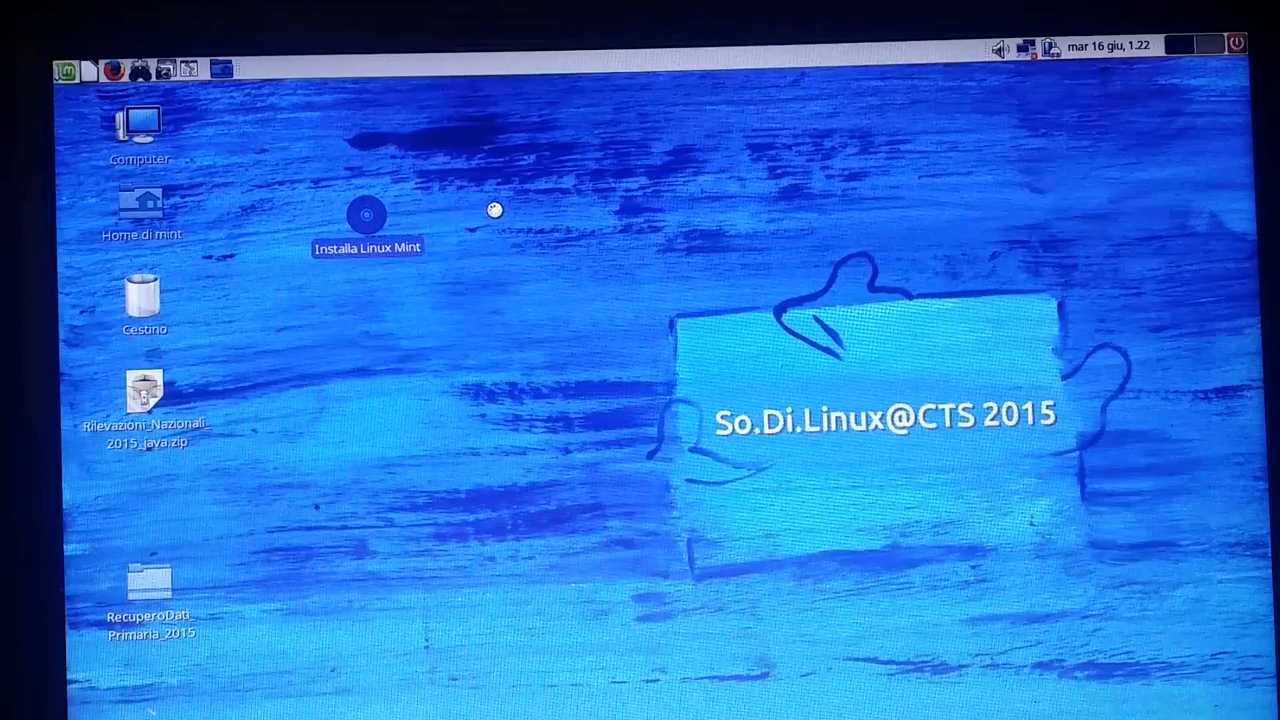 mar 16 giu, 1.22
Computer
Home di mint
Installa Linux Mint
Cestino
Rilevazioni_Nazionali_
2015_java.zip
So.Di.Linux@CTS 2015
RecuperoDati_
Primaria_2015